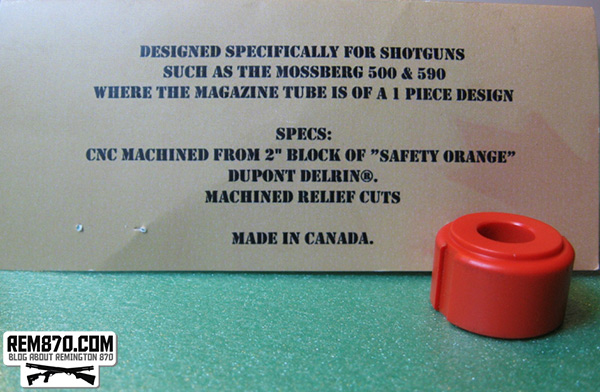 DESIGNED SPECIFICALLY FOR SHOTGUNS
SUCH AS THE MOSSBERG 500 & 590
WHERE THE MAGAZINE TUBE IS OF A 1 PIECE DESIGN
SPECS:
CNC MACHINED FROM 2" BLOCK OF "SAFETY ORANGE"
DUPONT DELRIN®.
MACHINED RELIEF CUTS
MADE IN CANADA.
REM870.COM
BLOG ABOUT REMINGTON 870